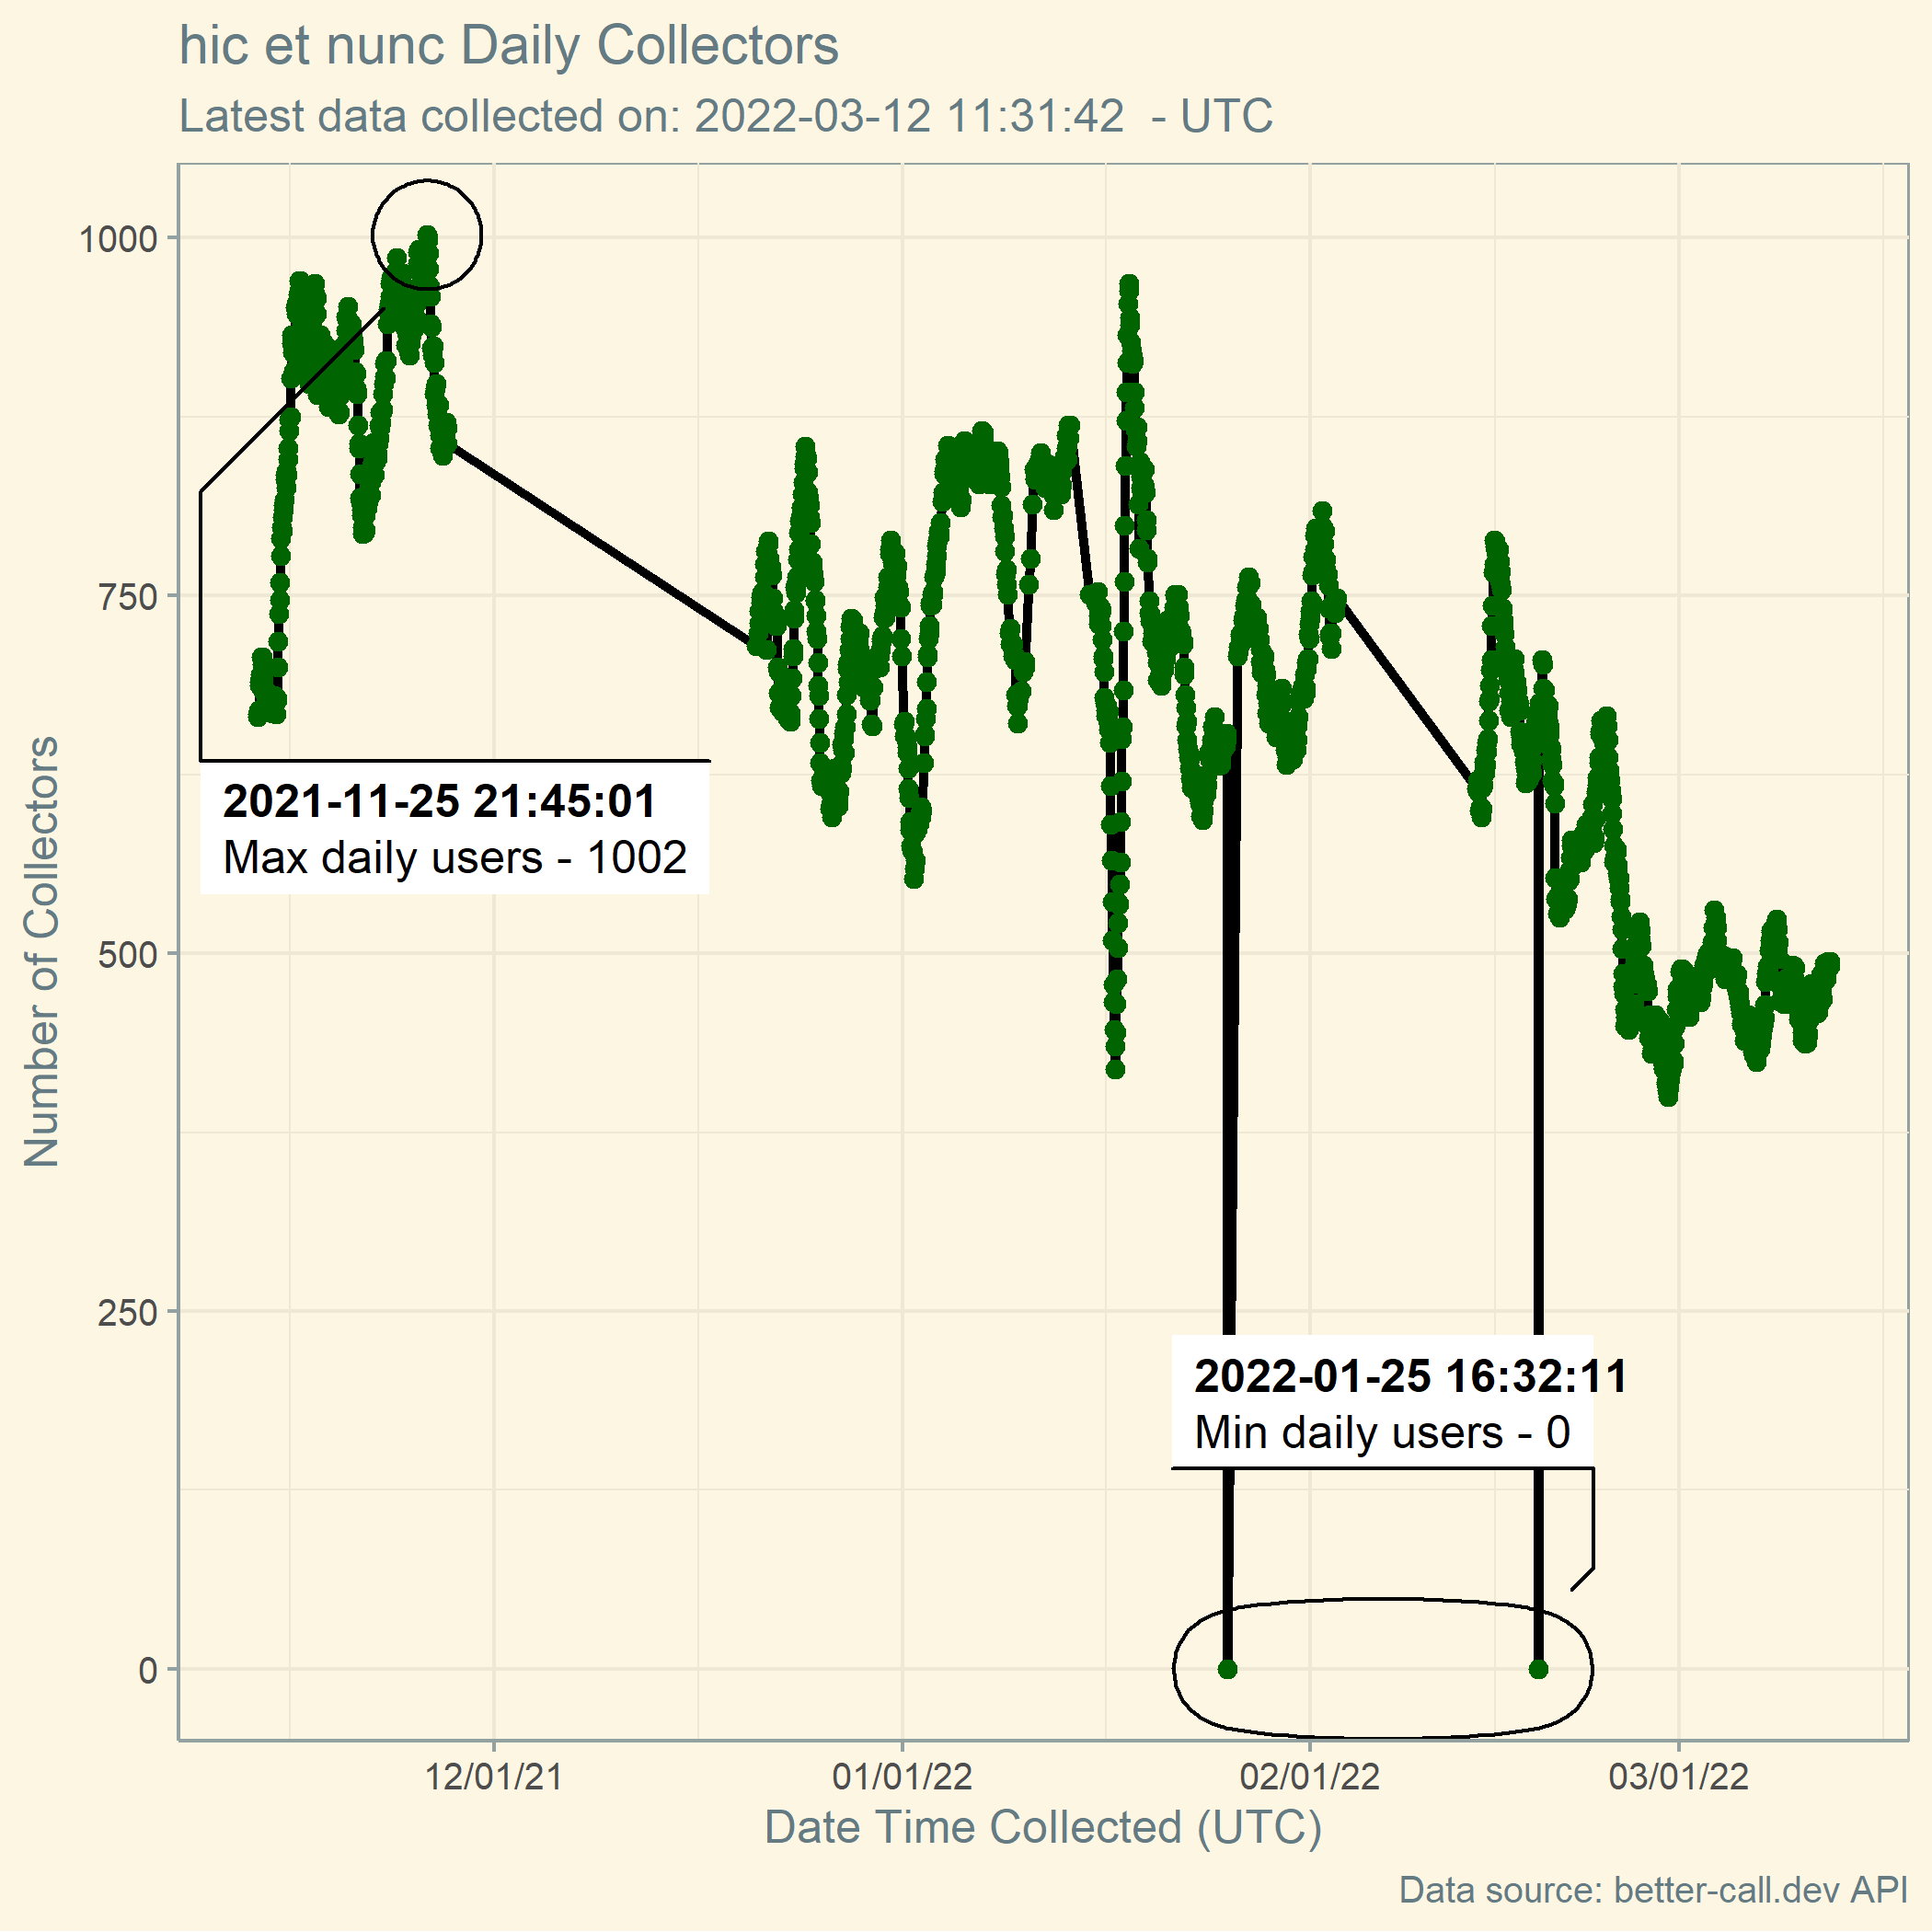 hic et nunc Daily Collectors
Latest data collected on: 2022-03-12 11:31:42  - UTC
Number of Collectors
1000
750
500
250
0
2021-11-25 21:45:01
Max daily users - 1002
2022-01-25 16:32:11
Min daily users - 0
12/01/21
01/01/22
02/01/22
03/01/22
Date Time Collected (UTC)
Data source: better-call.dev API